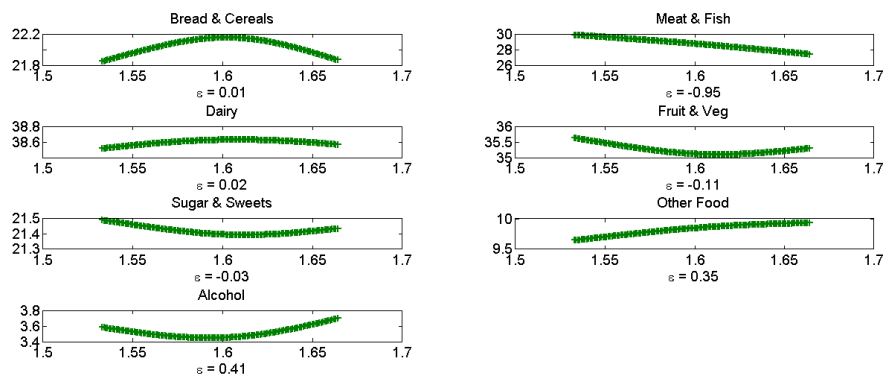 Bread & Cereals
22.2
21.8
1.5 1.55 1.6 1.65 1.7
ε = 0.01
Meat & Fish
30
28
26
1.5 1.55 1.6 1.65 1.7
ε = -0.95
Dairy
38.8
38.6
1.5 1.55 1.6 1.65 1.7
ε = 0.02
Fruit & Veg
36
35.5
35
1.5 1.55 1.6 1.65 1.7
ε = -0.11
Sugar & Sweets
21.5
21.4
21.3
1.5 1.55 1.6 1.65 1.7
ε = -0.03
Other Food
10
9.5
1.5 1.55 1.6 1.65 1.7
ε = 0.35
Alcohol
3.8
3.6
3.4
1.5 1.55 1.6 1.65 1.7
ε = 0.41